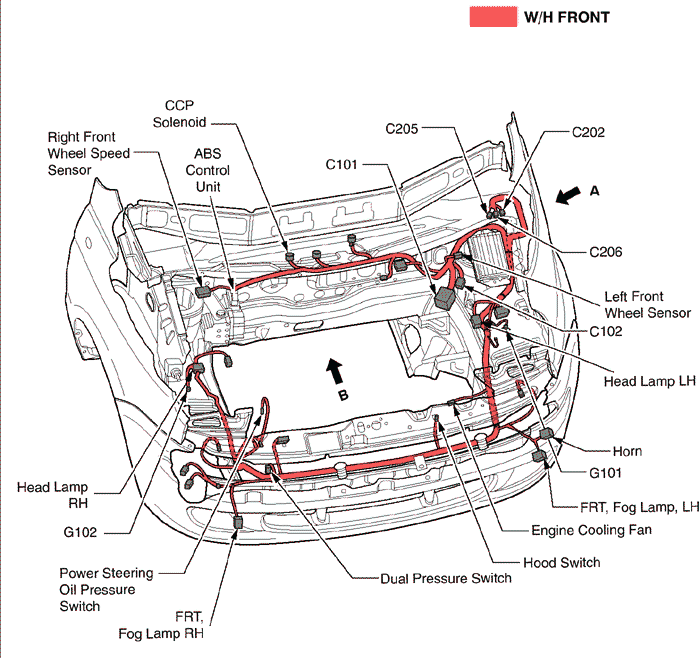 W/H FRONT
CCP
Solenoid
C205
C202
Right Front
Wheel Speed
Sensor
ABS
Control
Unit
C101
A
C206
Left Front
Wheel Sensor
C102
Head Lamp LH
B
Horn
G101
Head Lamp
RH
FRT, Fog Lamp, LH
G102
Engine Cooling Fan
Hood Switch
Power Steering
Oil Pressure
Switch
Dual Pressure Switch
FRT,
Fog Lamp RH